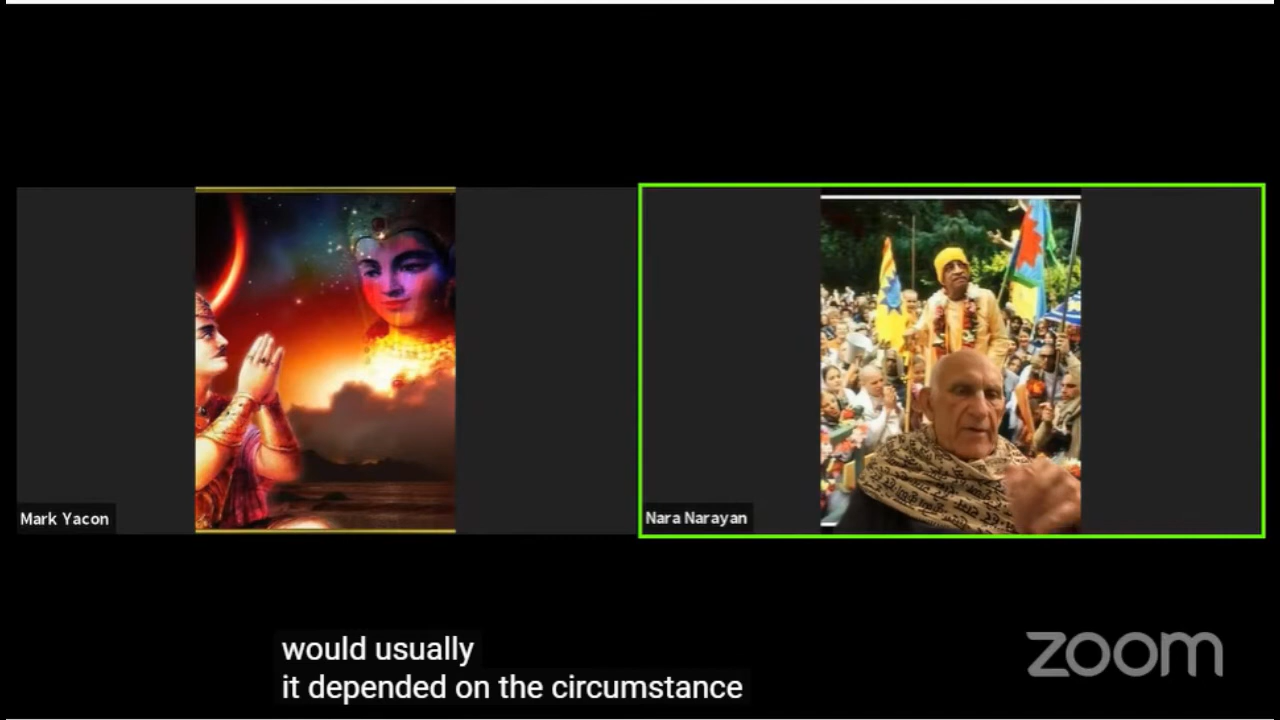 Mark Yacon
Nara Narayan
would usually
it depended on the circumstance
zoom